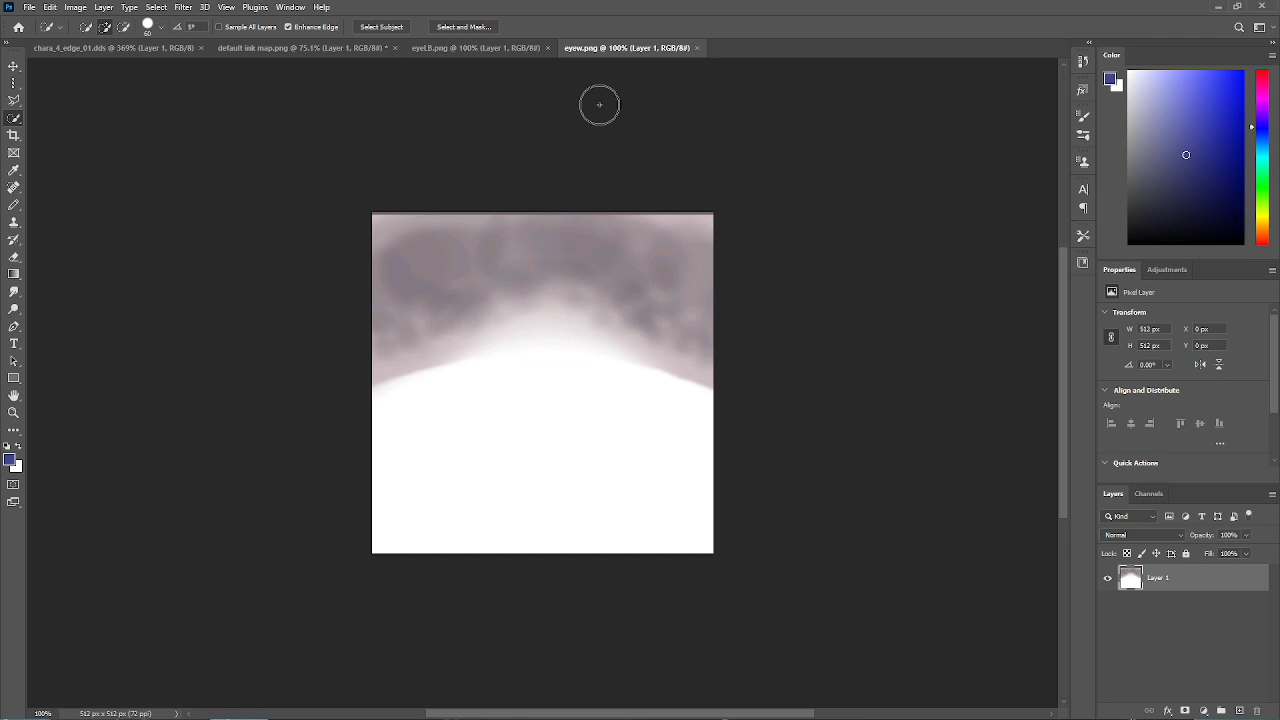 Ps File Edit Image Layer Type Select Filter 3D View Plugins Window Help
60 Sample All Layers Enhance Edge Select Subject Select and Mask...
chara_4_edge_01.dds @ 369% (Layer 1, RGB/8) × default ink map.png @ 75.1% (Layer 1, RGB/8#) * × eyeLB.png @ 100% (Layer 1, RGB/8#) × eyew.png @ 100% (Layer 1, RGB/8#) ×
Color
Properties Adjustments
Pixel Layer
Transform
W 512 px X 0 px
H 512 px Y 0 px
0.00°
Align and Distribute
Align:
...
Quick Actions
Layers Channels
Kind
Normal Opacity: 100%
Lock: Fill: 100%
Layer 1
100% 512 px x 512 px (72 ppi)